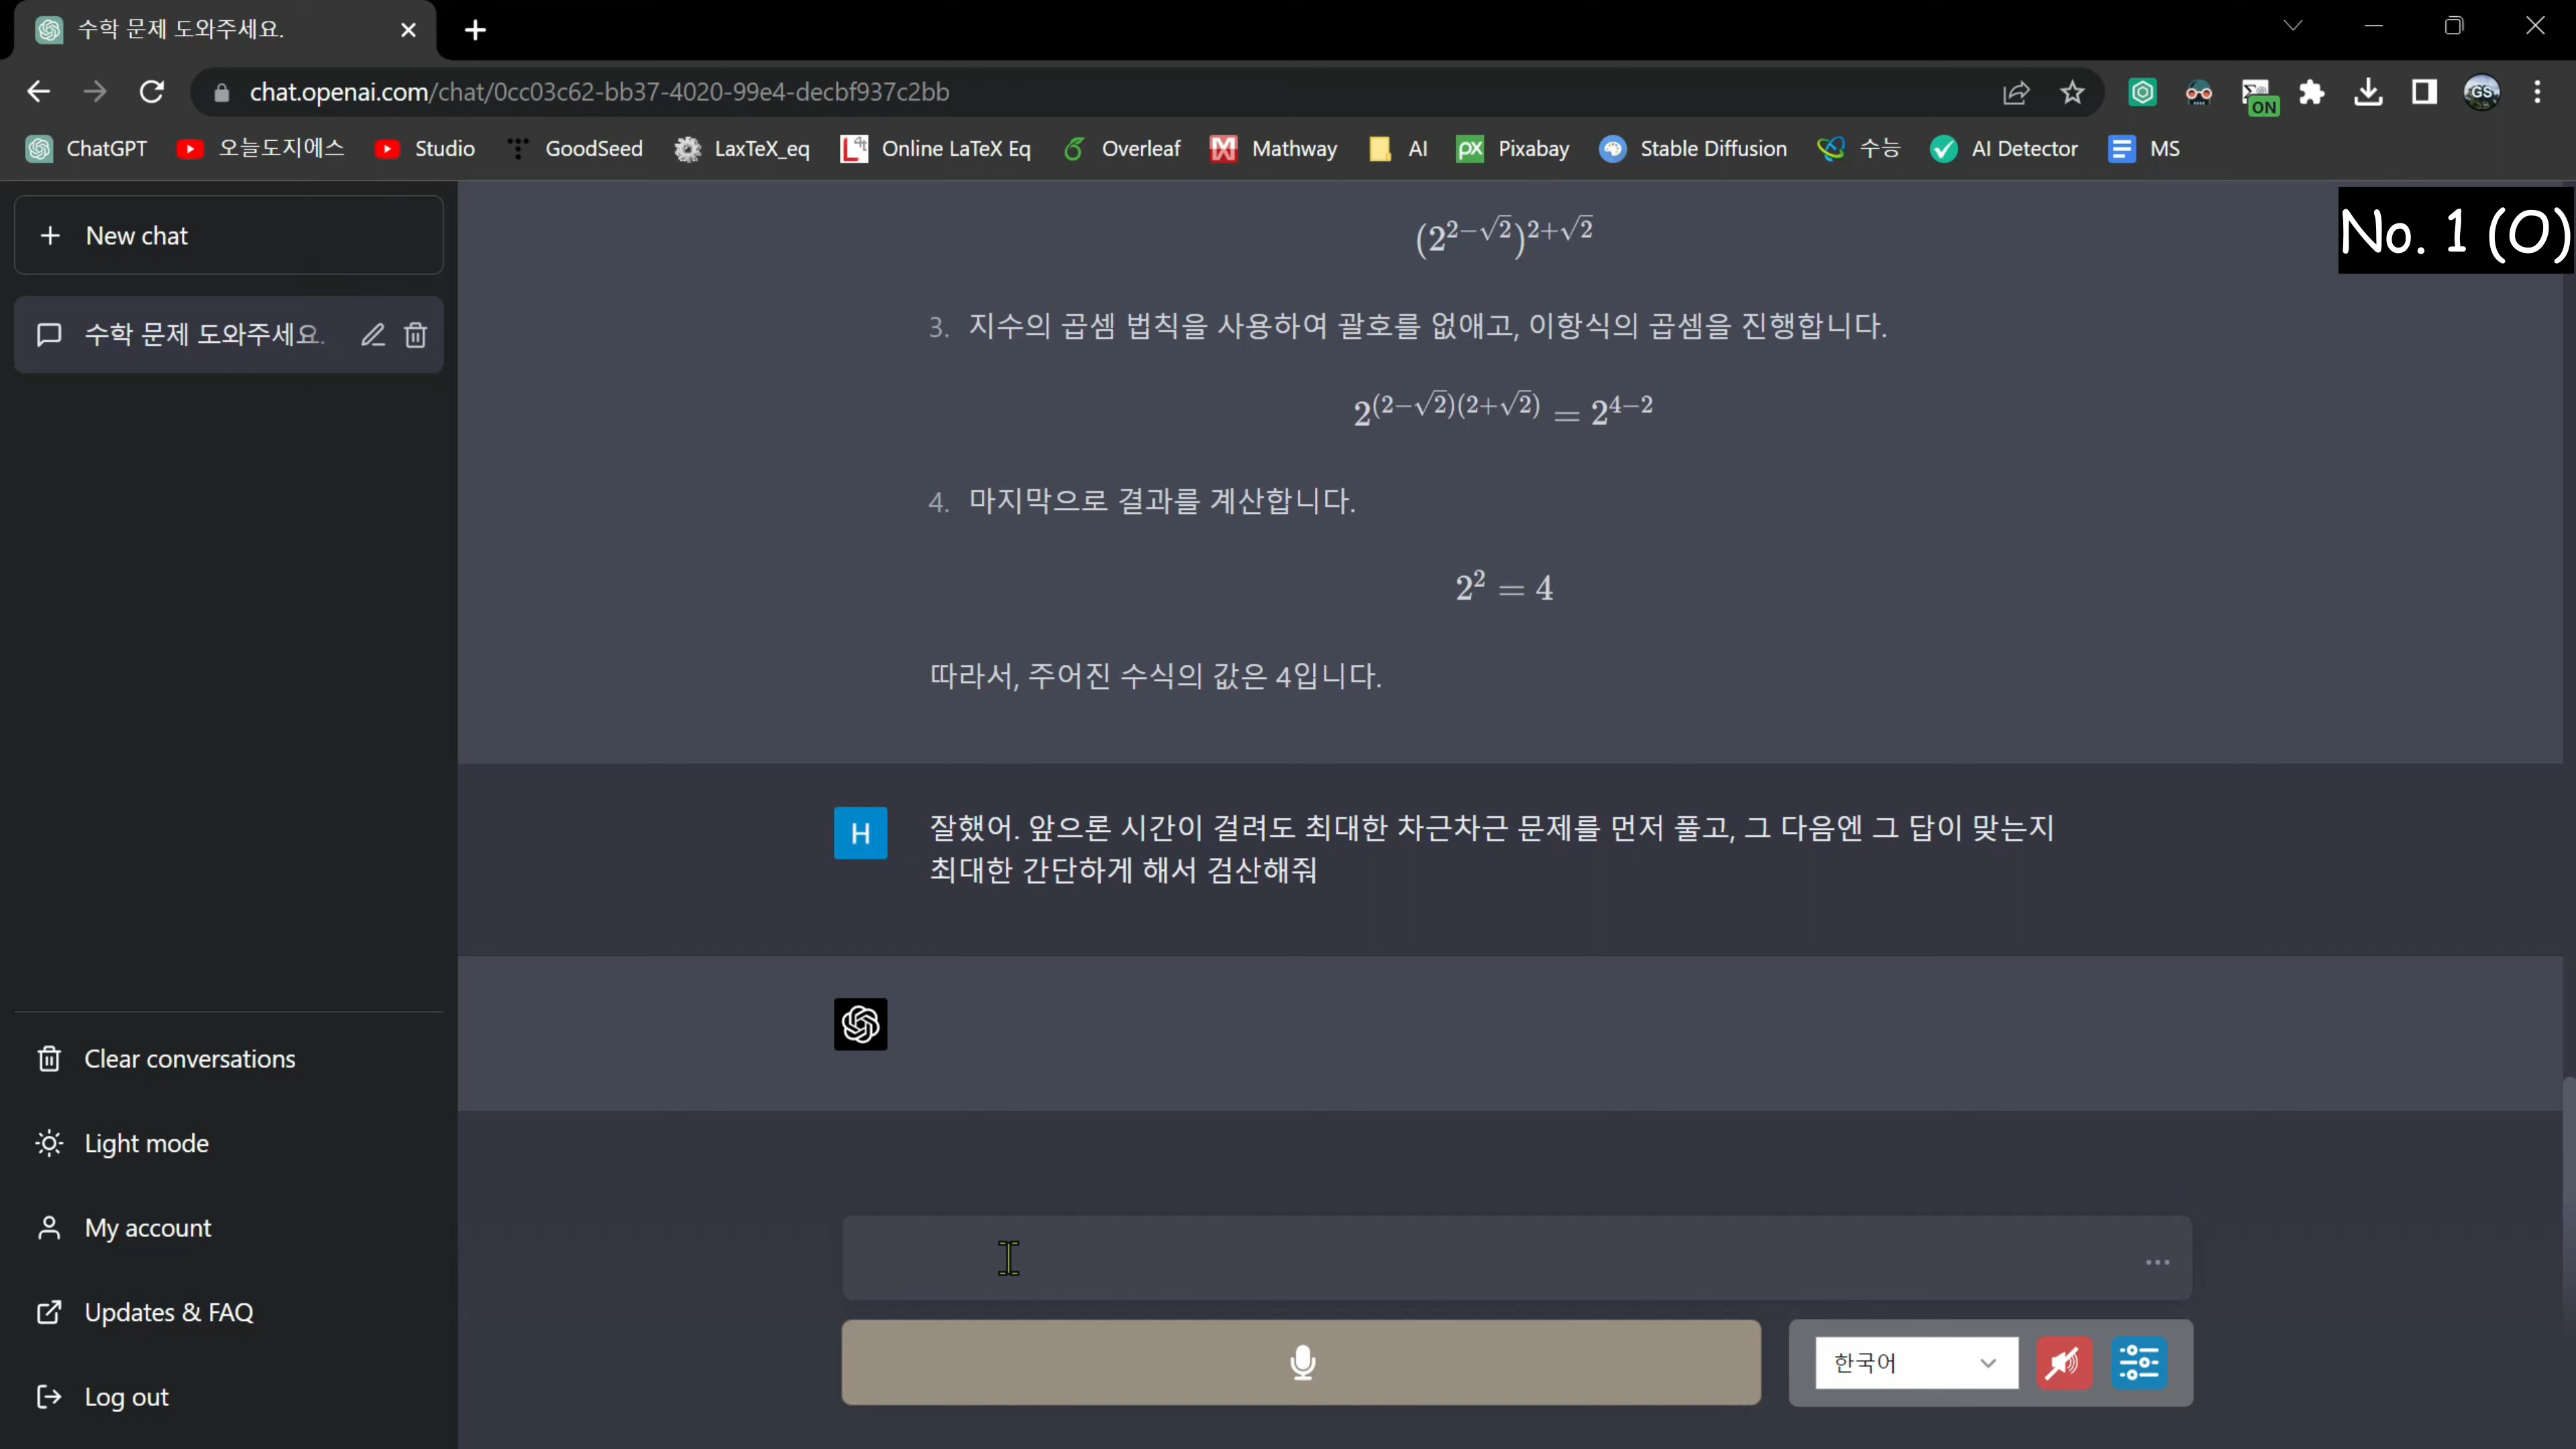 수학 문제 도와주세요.
chat.openai.com/chat/0cc03c62-bb37-4020-99e4-decbf937c2bb
ON
GS
ChatGPT
오늘도지에스
Studio
GoodSeed
LaxTeX_eq
Online LaTeX Eq
Overleaf
Mathway
AI
Pixabay
Stable Diffusion
수능
AI Detector
MS
New chat
수학 문제 도와주세요.
Clear conversations
Light mode
My account
Updates & FAQ
Log out
No. 1 (O)
(2^{2−√2})^{2+√2}
3. 지수의 곱셈 법칙을 사용하여 괄호를 없애고, 이항식의 곱셈을 진행합니다.
2^{(2−√2)(2+√2)} = 2^{4−2}
4. 마지막으로 결과를 계산합니다.
2² = 4
따라서, 주어진 수식의 값은 4입니다.
H
잘했어. 앞으론 시간이 걸려도 최대한 차근차근 문제를 먼저 풀고, 그 다음엔 그 답이 맞는지
최대한 간단하게 해서 검산해줘
한국어